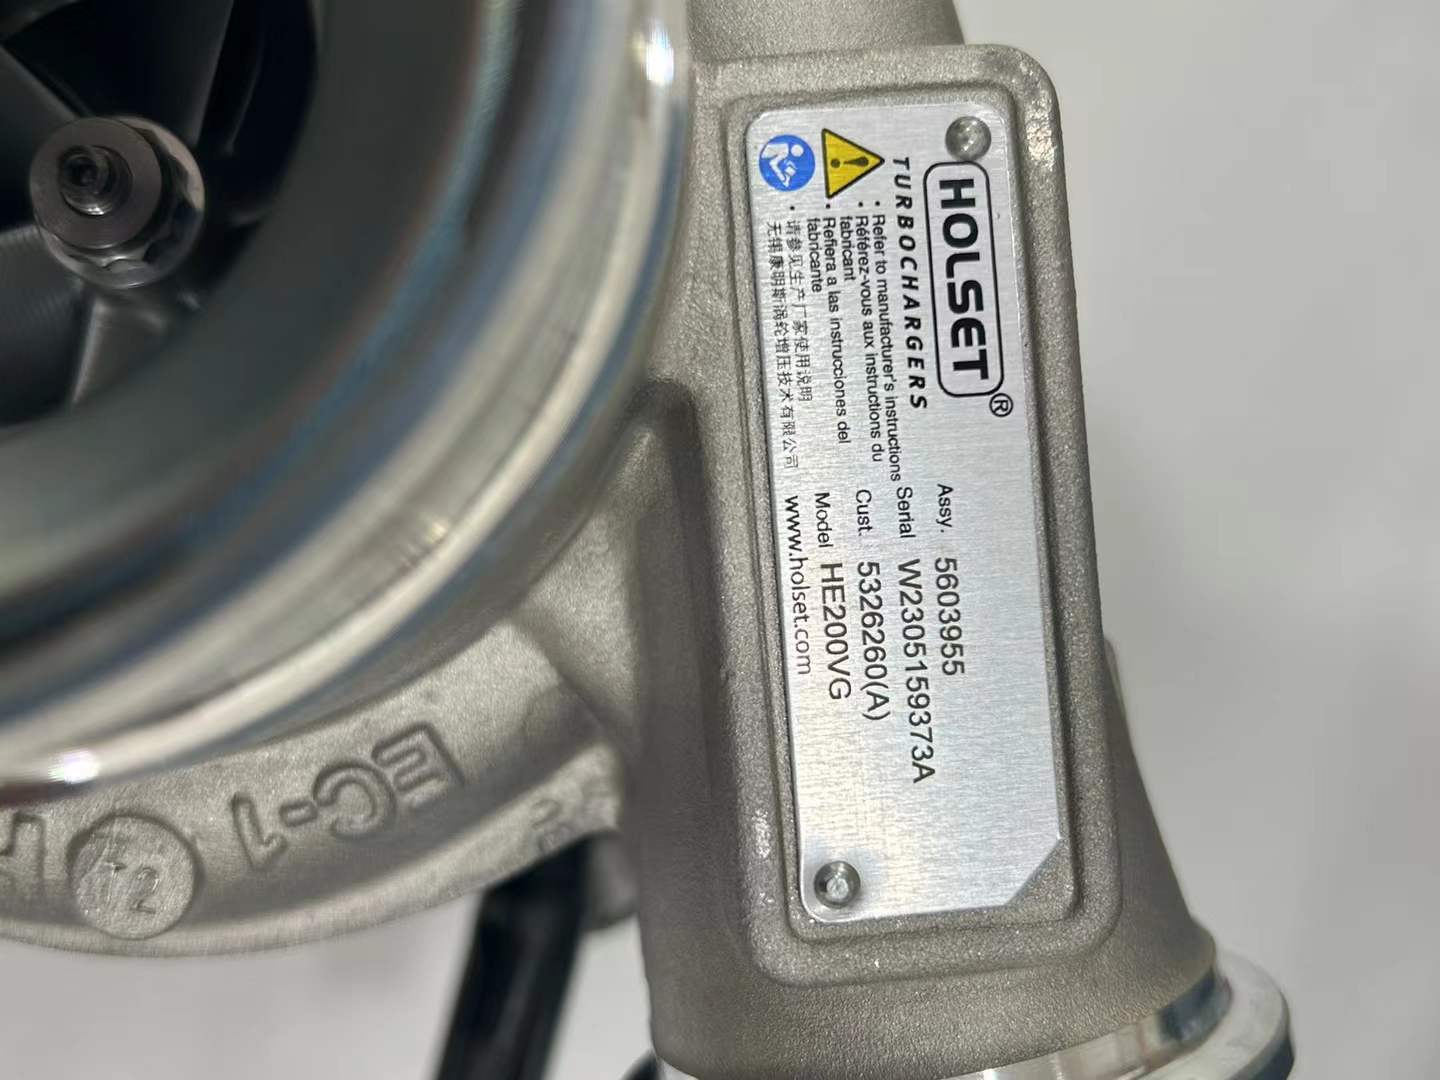 HOLSET®
TURBOCHARGERS
• Refer to manufacturer's instructions
• Référez-vous aux instructions du
fabricant
• Refiera a las instrucciones del
fabricante
• 请参见生产厂家使用说明
无锡康明斯涡轮增压技术有限公司
Assy. 5603955
Serial W230515937​3A
Cust. 5326260(A)
Model HE200VG
www.holset.com
EC-1